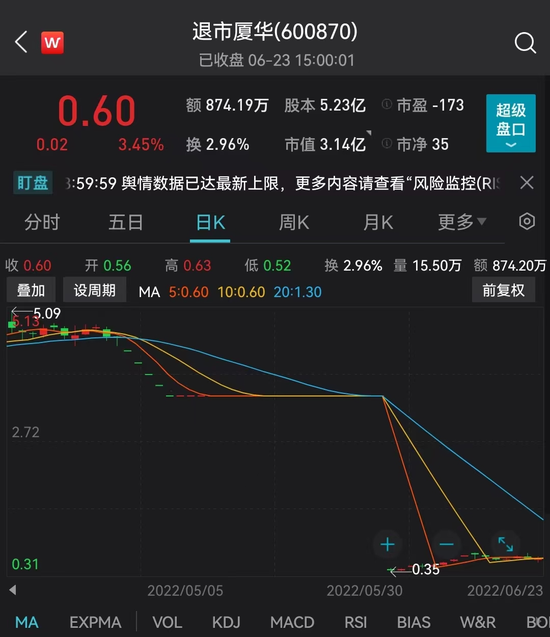 W
退市厦华(600870)
已收盘 06-23 15:00:01
0.60
0.02 3.45%
额 874.19万 股本 5.23亿 市盈 -173
换 2.96% 市值 3.14亿 市净 35
超级
盘口
盯盘 3:59:59 舆情数据已达最新上限，更多内容请查看“风险监控(RIS
分时 五日 日K 周K 月K 更多
收 0.60 开 0.56 高 0.63 低 0.52 换 2.96% 量 15.50万 额 874.20万
叠加 设周期 MA 5:0.60 10:0.60 20:1.30 前复权
5.09
5.13
2.72
0.31
0.35
2022/05/05 2022/05/30 2022/06/23
MA EXPMA VOL KDJ MACD RSI BIAS W&R BO